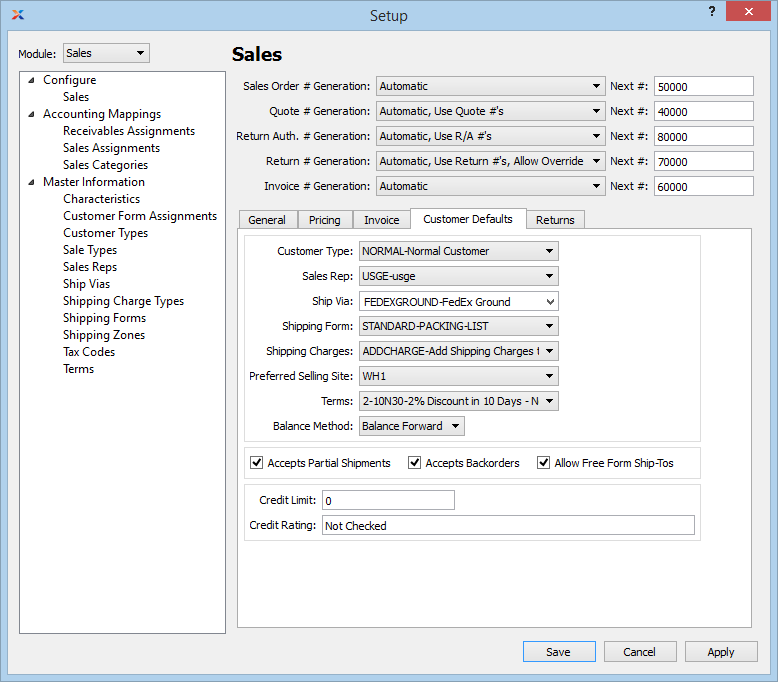 Setup
?
Module: Sales
Configure
Sales
Accounting Mappings
Receivables Assignments
Sales Assignments
Sales Categories
Master Information
Characteristics
Customer Form Assignments
Customer Types
Sale Types
Sales Reps
Ship Vias
Shipping Charge Types
Shipping Forms
Shipping Zones
Tax Codes
Terms
Sales
Sales Order # Generation: Automatic Next #: 50000
Quote # Generation: Automatic, Use Quote #'s Next #: 40000
Return Auth. # Generation: Automatic, Use R/A #'s Next #: 80000
Return # Generation: Automatic, Use Return #'s, Allow Override Next #: 70000
Invoice # Generation: Automatic Next #: 60000
General Pricing Invoice Customer Defaults Returns
Customer Type: NORMAL-Normal Customer
Sales Rep: USGE-usge
Ship Via: FEDEXGROUND-FedEx Ground
Shipping Form: STANDARD-PACKING-LIST
Shipping Charges: ADDCHARGE-Add Shipping Charges t
Preferred Selling Site: WH1
Terms: 2-10N30-2% Discount in 10 Days - N
Balance Method: Balance Forward
Accepts Partial Shipments Accepts Backorders Allow Free Form Ship-Tos
Credit Limit: 0
Credit Rating: Not Checked
Save Cancel Apply